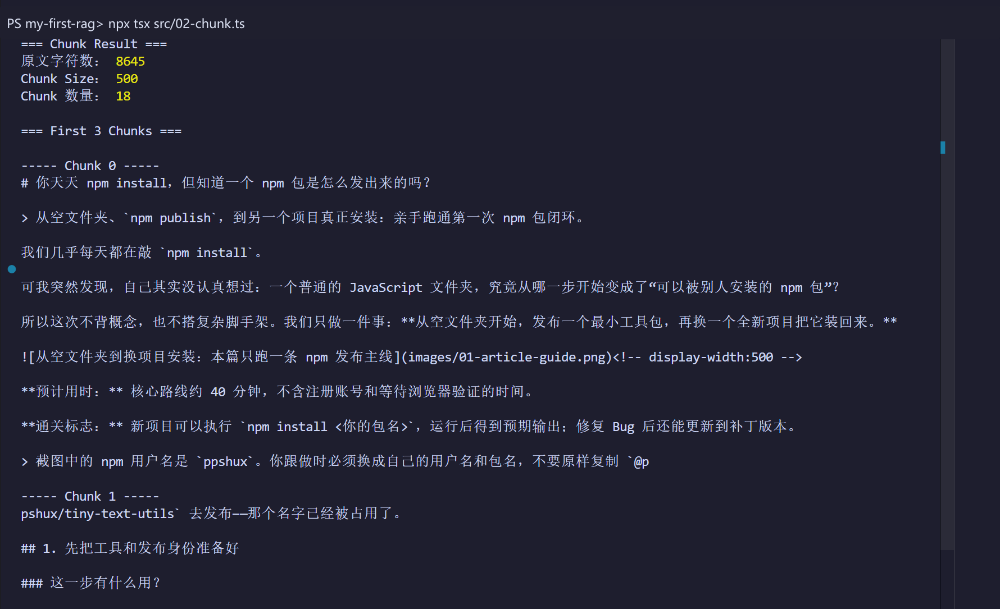 PS my-first-rag> npx tsx src/02-chunk.ts
=== Chunk Result ===
原文字符数： 8645
Chunk Size： 500
Chunk 数量： 18
=== First 3 Chunks ===
----- Chunk 0 -----
# 你天天 npm install，但知道一个 npm 包是怎么发出来的吗？
> 从空文件夹、`npm publish`，到另一个项目真正安装：亲手跑通第一次 npm 包闭环。
我们几乎每天都在敲 `npm install`。
可我突然发现，自己其实没认真想过：一个普通的 JavaScript 文件夹，究竟从哪一步开始变成了“可以被别人安装的 npm 包”？
所以这次不背概念，也不搭复杂脚手架。我们只做一件事：**从空文件夹开始，发布一个最小工具包，再换一个全新项目把它装回来。**
![从空文件夹到换项目安装：本篇只跑一条 npm 发布主线](images/01-article-guide.png)<!-- display-width:500 -->
**预计用时：** 核心路线约 40 分钟，不含注册账号和等待浏览器验证的时间。
**通关标志：** 新项目可以执行 `npm install <你的包名>`，运行后得到预期输出；修复 Bug 后还能更新到补丁版本。
> 截图中的 npm 用户名是 `ppshux`。你跟做时必须换成自己的用户名和包名，不要原样复制 `@p
----- Chunk 1 -----
pshux/tiny-text-utils` 去发布——那个名字已经被占用了。
## 1. 先把工具和发布身份准备好
### 这一步有什么用？